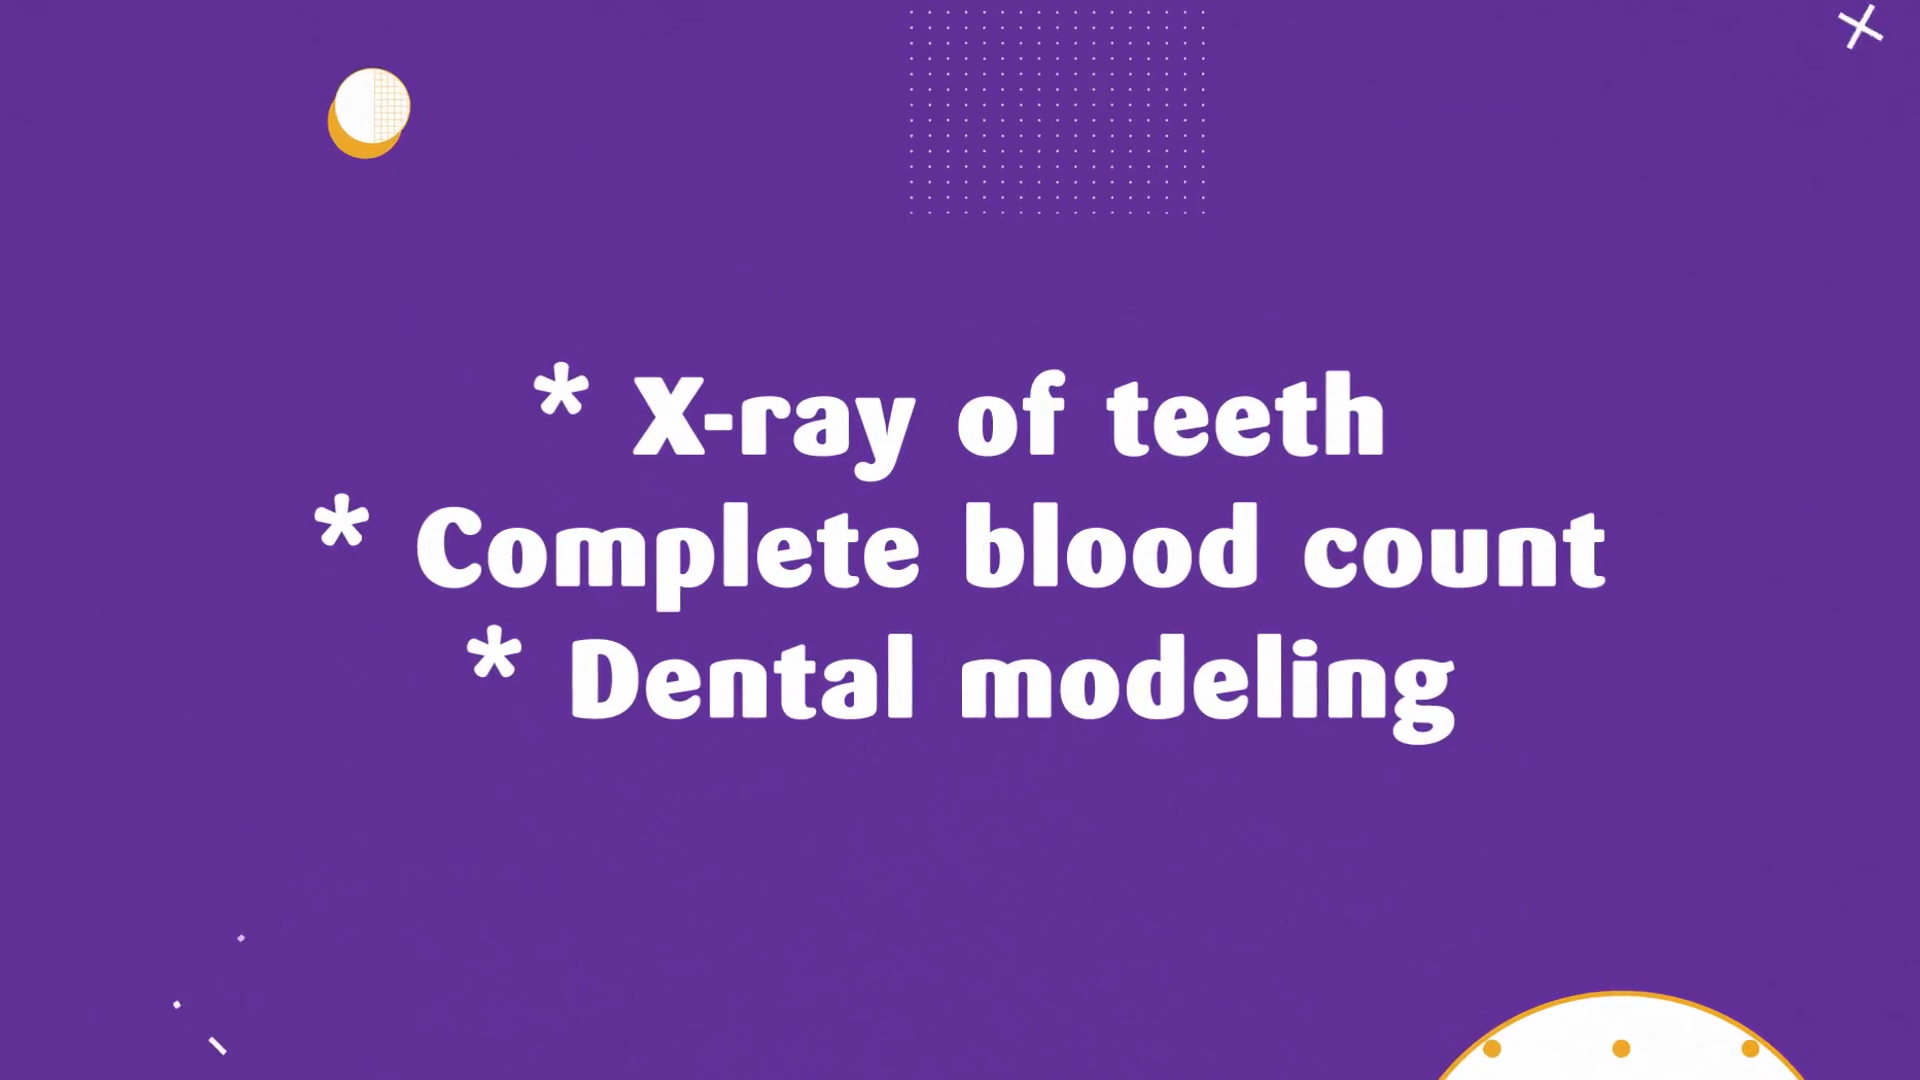 * X-ray of teeth
* Complete blood count
* Dental modeling